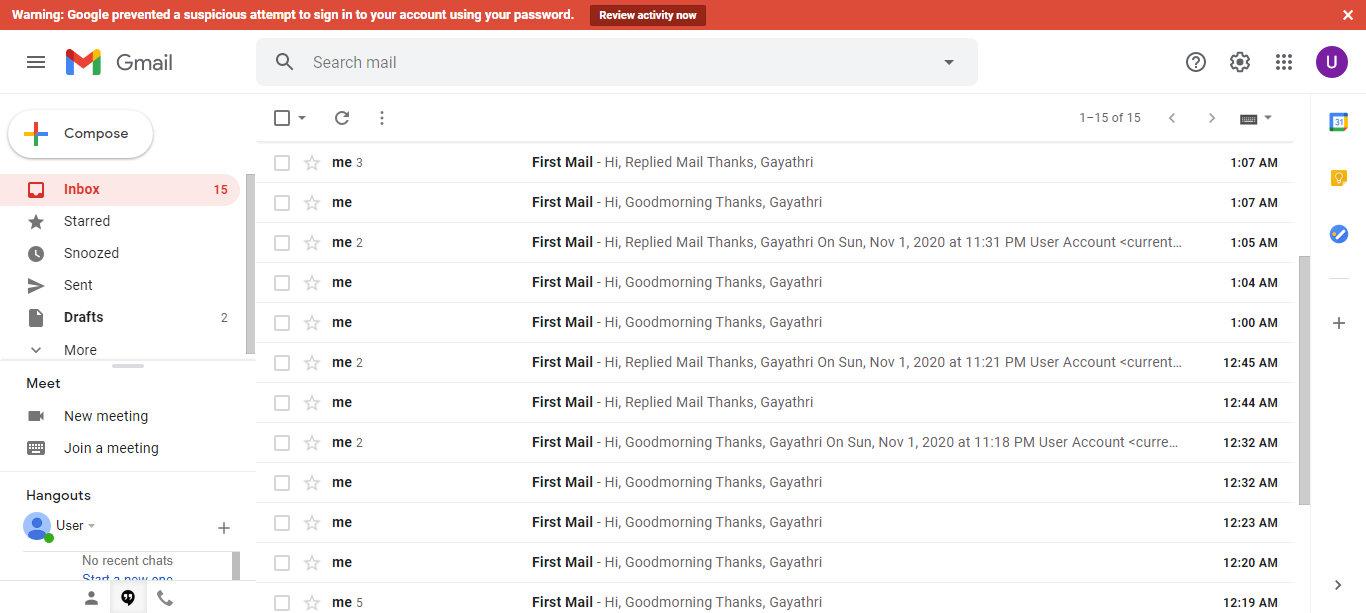 Warning: Google prevented a suspicious attempt to sign in to your account using your password. Review activity now
Gmail
Search mail
U
Compose
1–15 of 15
31
Inbox 15
Starred
Snoozed
Sent
Drafts 2
More
Meet
New meeting
Join a meeting
Hangouts
User
No recent chats
Start a new one
me 3 First Mail - Hi, Replied Mail Thanks, Gayathri 1:07 AM
me First Mail - Hi, Goodmorning Thanks, Gayathri 1:07 AM
me 2 First Mail - Hi, Replied Mail Thanks, Gayathri On Sun, Nov 1, 2020 at 11:31 PM User Account <current… 1:05 AM
me First Mail - Hi, Goodmorning Thanks, Gayathri 1:04 AM
me First Mail - Hi, Goodmorning Thanks, Gayathri 1:00 AM
me 2 First Mail - Hi, Replied Mail Thanks, Gayathri On Sun, Nov 1, 2020 at 11:21 PM User Account <current… 12:45 AM
me First Mail - Hi, Replied Mail Thanks, Gayathri 12:44 AM
me 2 First Mail - Hi, Goodmorning Thanks, Gayathri On Sun, Nov 1, 2020 at 11:18 PM User Account <curre… 12:32 AM
me First Mail - Hi, Goodmorning Thanks, Gayathri 12:32 AM
me First Mail - Hi, Goodmorning Thanks, Gayathri 12:23 AM
me First Mail - Hi, Goodmorning Thanks, Gayathri 12:20 AM
me 5 First Mail - Hi, Goodmorning Thanks, Gayathri 12:19 AM